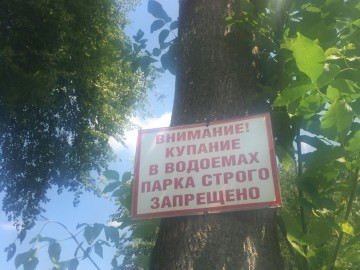 ВНИМАНИЕ!
КУПАНИЕ
В ВОДОЕМАХ
ПАРКА СТРОГО
ЗАПРЕЩЕНО